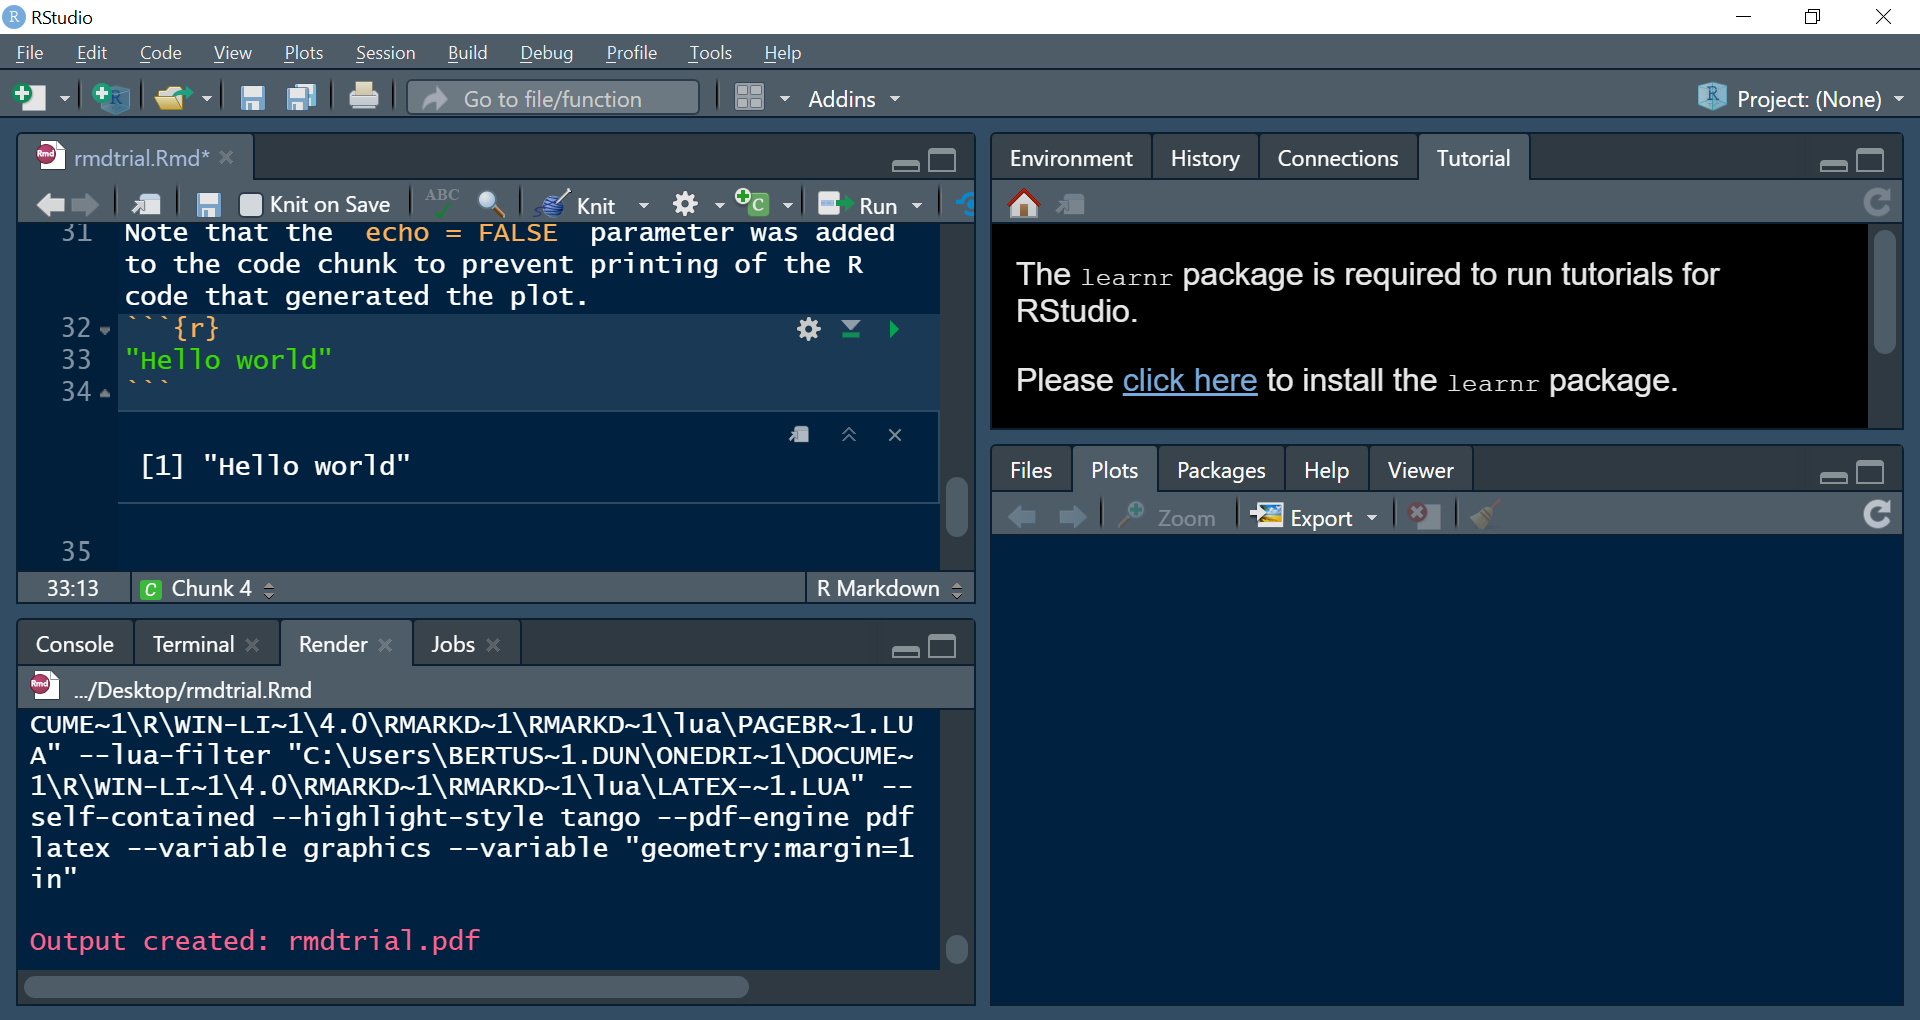 RStudio
File Edit Code View Plots Session Build Debug Profile Tools Help
Go to file/function Addins Project: (None)
rmdtrial.Rmd*
Knit on Save ABC Knit Run
31 Note that the `echo = FALSE` parameter was added
to the code chunk to prevent printing of the R
code that generated the plot.
32 ```{r}
33 "Hello world"
34 ```
[1] "Hello world"
35
33:13 C Chunk 4 R Markdown
Console Terminal Render Jobs
.../Desktop/rmdtrial.Rmd
CUME~1\R\WIN-LI~1\4.0\RMARKD~1\RMARKD~1\lua\PAGEBR~1.LU
A" --lua-filter "C:\Users\BERTUS~1.DUN\ONEDRI~1\DOCUME~
1\R\WIN-LI~1\4.0\RMARKD~1\RMARKD~1\lua\LATEX-~1.LUA" --
self-contained --highlight-style tango --pdf-engine pdf
latex --variable graphics --variable "geometry:margin=1
in"
Output created: rmdtrial.pdf
Environment History Connections Tutorial
The learnr package is required to run tutorials for
RStudio.
Please click here to install the learnr package.
Files Plots Packages Help Viewer
Zoom Export